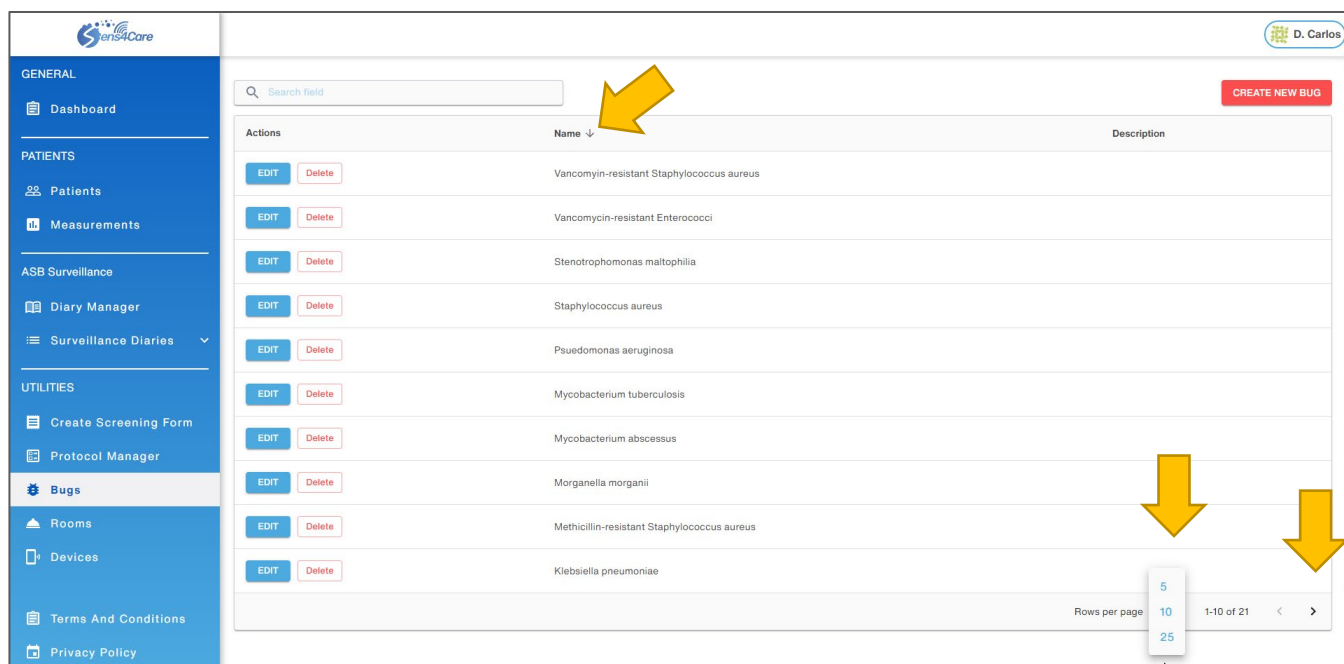 Stens4Care
D. Carlos
GENERAL
Dashboard
PATIENTS
Patients
Measurements
ASB Surveillance
Diary Manager
Surveillance Diaries
UTILITIES
Create Screening Form
Protocol Manager
Bugs
Rooms
Devices
Terms And Conditions
Privacy Policy
Search field
CREATE NEW BUG
Actions Name Description
EDIT Delete Vancomyin-resistant Staphylococcus aureus
EDIT Delete Vancomycin-resistant Enterococci
EDIT Delete Stenotrophomonas maltophilia
EDIT Delete Staphylococcus aureus
EDIT Delete Psuedomonas aeruginosa
EDIT Delete Mycobacterium tuberculosis
EDIT Delete Mycobacterium abscessus
EDIT Delete Morganella morganii
EDIT Delete Methicillin-resistant Staphylococcus aureus
EDIT Delete Klebsiella pneumoniae
5
Rows per page 10 1-10 of 21
25